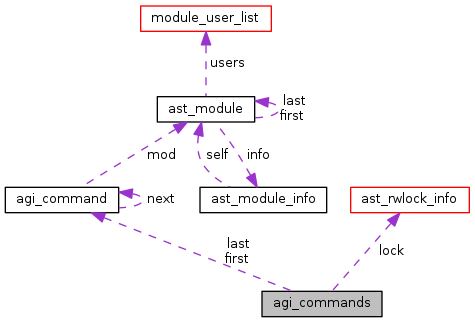 module_user_list
users
ast_module
last
first
mod
self
info
agi_command
next
ast_module_info
ast_rwlock_info
last
first
lock
agi_commands